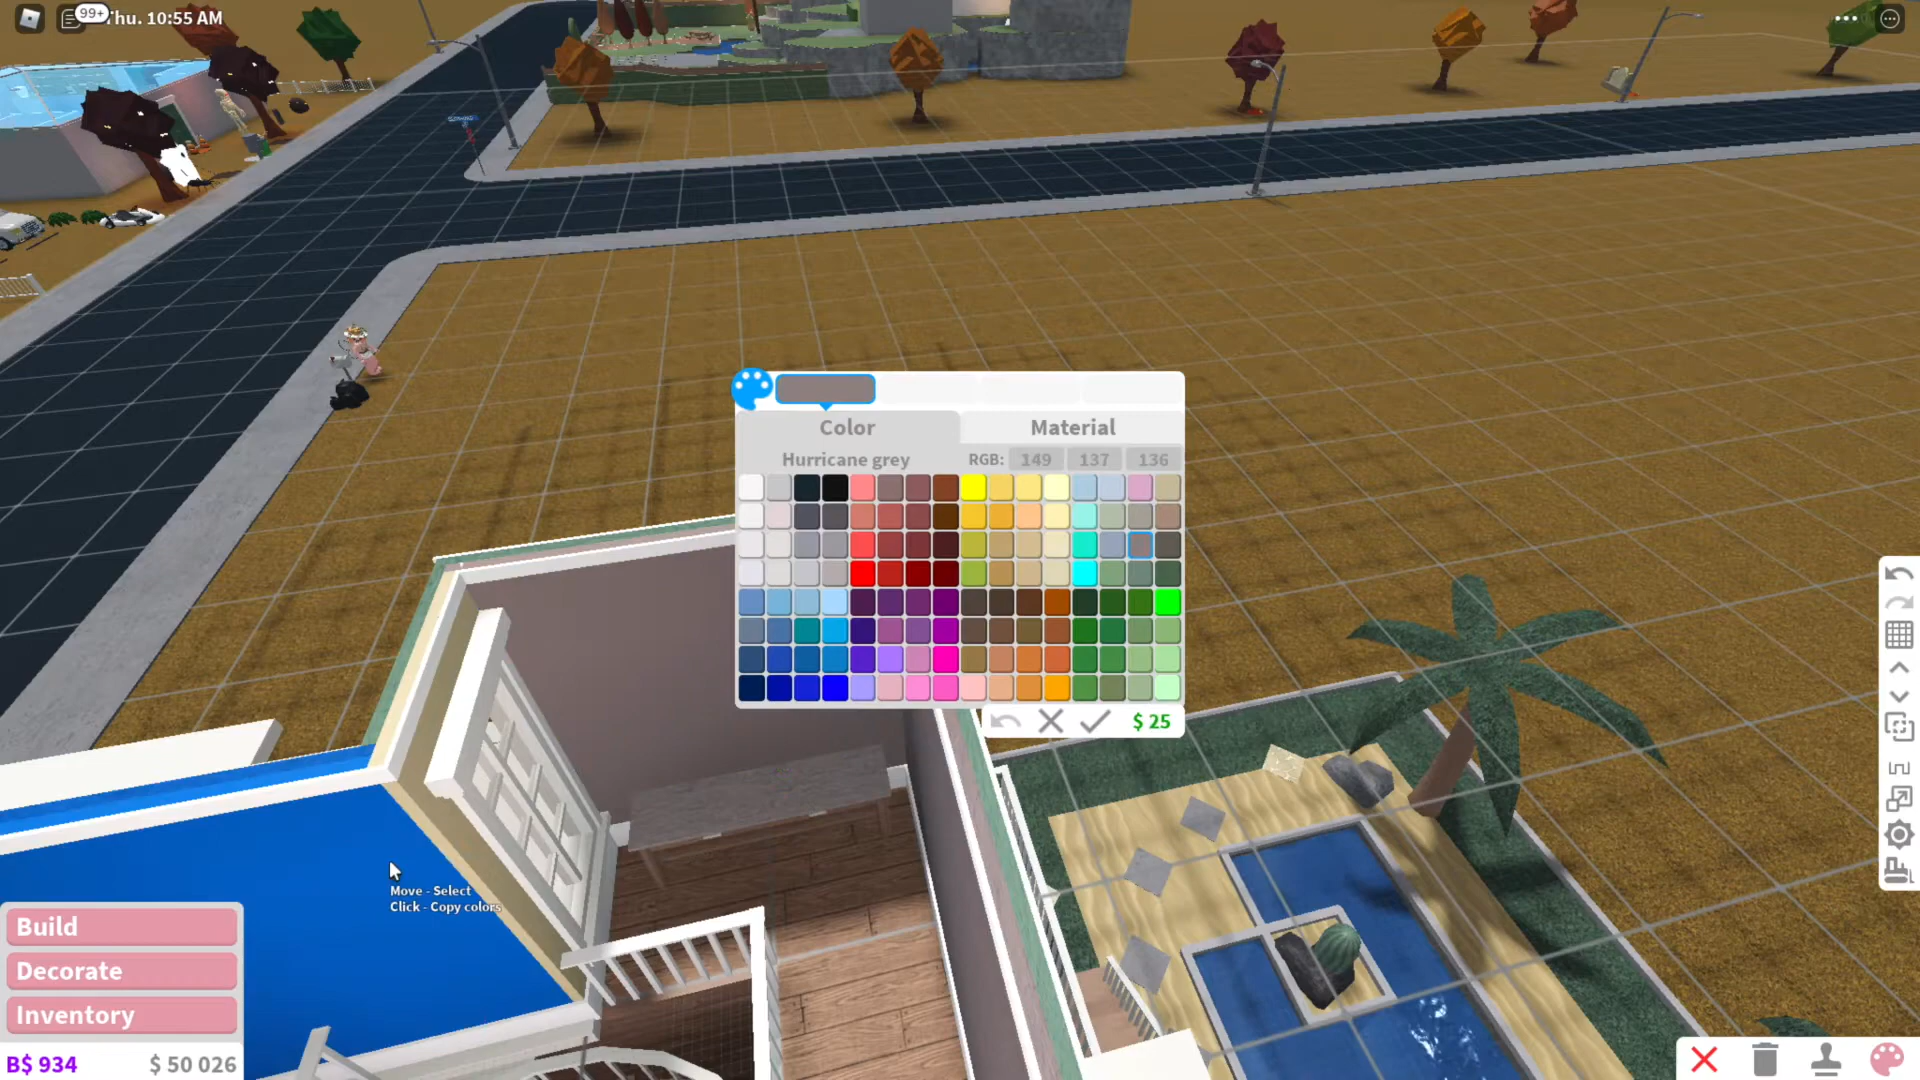 99+
Thu. 10:55 AM
Color
Material
Hurricane grey
RGB: 149 137 136
$ 25
Move - Select
Click - Copy colors
Build
Decorate
Inventory
B$ 934
$ 50 026